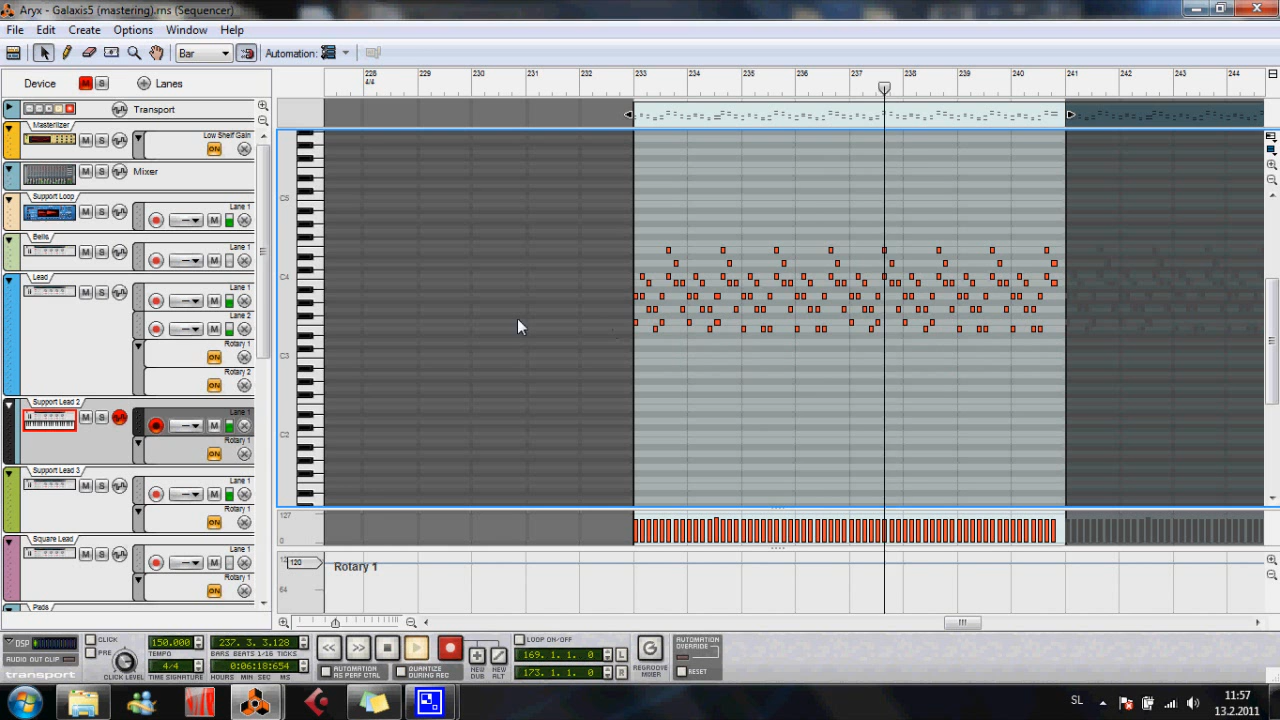 Aryx - Galaxis5 (mastering).rns (Sequencer)
File Edit Create Options Window Help
Bar Automation:
Device M S Lanes
228 229 230 231 232 233 234 235 236 237 238 239 240 241 242 243 244
4/4
Transport
Masterizer
M S Low Shelf Gain
ON
M S Mixer
Support Loop
M S Lane 1
M
Bells
M S Lane 1
M
Lead
M S Lane 1
M
Lane 2
M
Rotary 1
ON
Rotary 2
ON
Support Lead 2
M S Lane 1
M
Rotary 1
ON
Support Lead 3
M S Lane 1
M
Rotary 1
ON
Square Lead
M S Lane 1
M
Rotary 1
ON
Pads
C5
C4
C3
C2
127
0
120 Rotary 1
64
DSP
AUDIO OUT CLIP
transport
CLICK
PRE
CLICK LEVEL
150.000
TEMPO
4/4
TIME SIGNATURE
237. 3. 3.128
BARS BEATS 1/16 TICKS
0:06:18:654
HOURS MIN SEC MS
AUTOMATION
AS PERF CTRL
QUANTIZE
DURING REC
NEW
DUB
NEW
ALT
LOOP ON/OFF
169. 1. 1. 0 L
173. 1. 1. 0 R
REGROOVE
MIXER
AUTOMATION
OVERRIDE
RESET
SL
11:57
13.2.2011